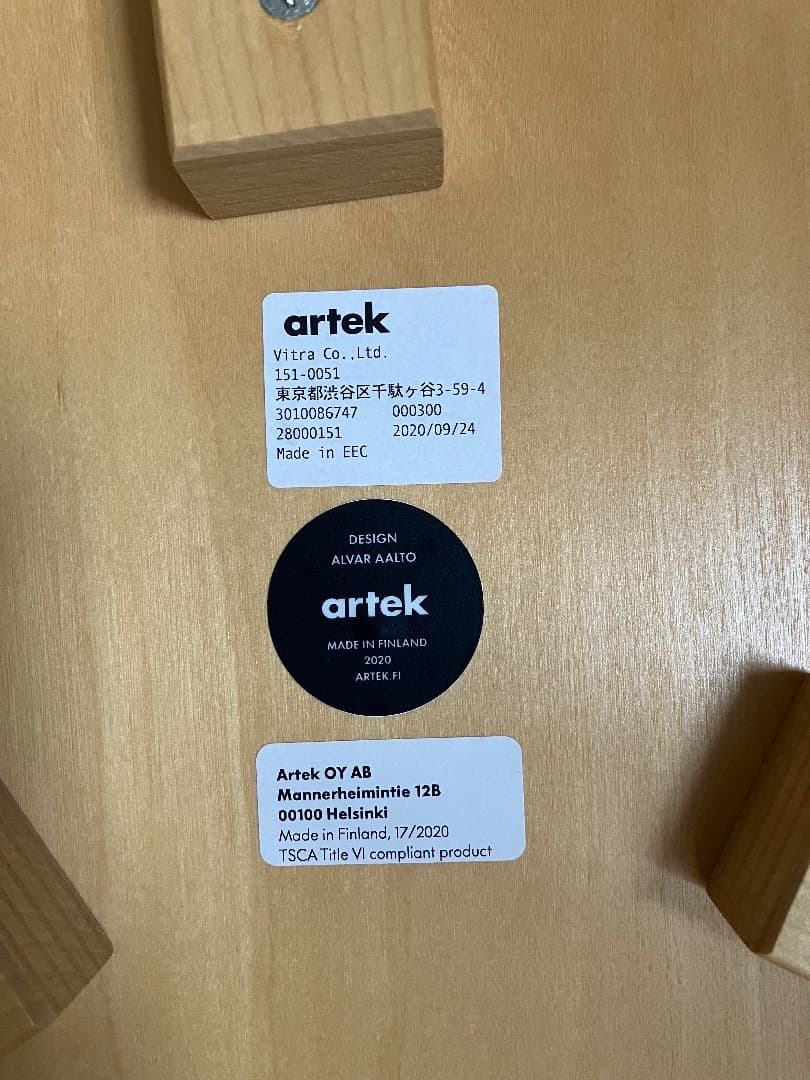 artek
Vitra Co.,Ltd.
151-0051
東京都渋谷区千駄ヶ谷3-59-4
3010086747 000300
28000151 2020/09/24
Made in EEC
DESIGN
ALVAR AALTO
artek
MADE IN FINLAND
2020
ARTEK.FI
Artek OY AB
Mannerheimintie 12B
00100 Helsinki
Made in Finland, 17/2020
TSCA Title VI compliant product